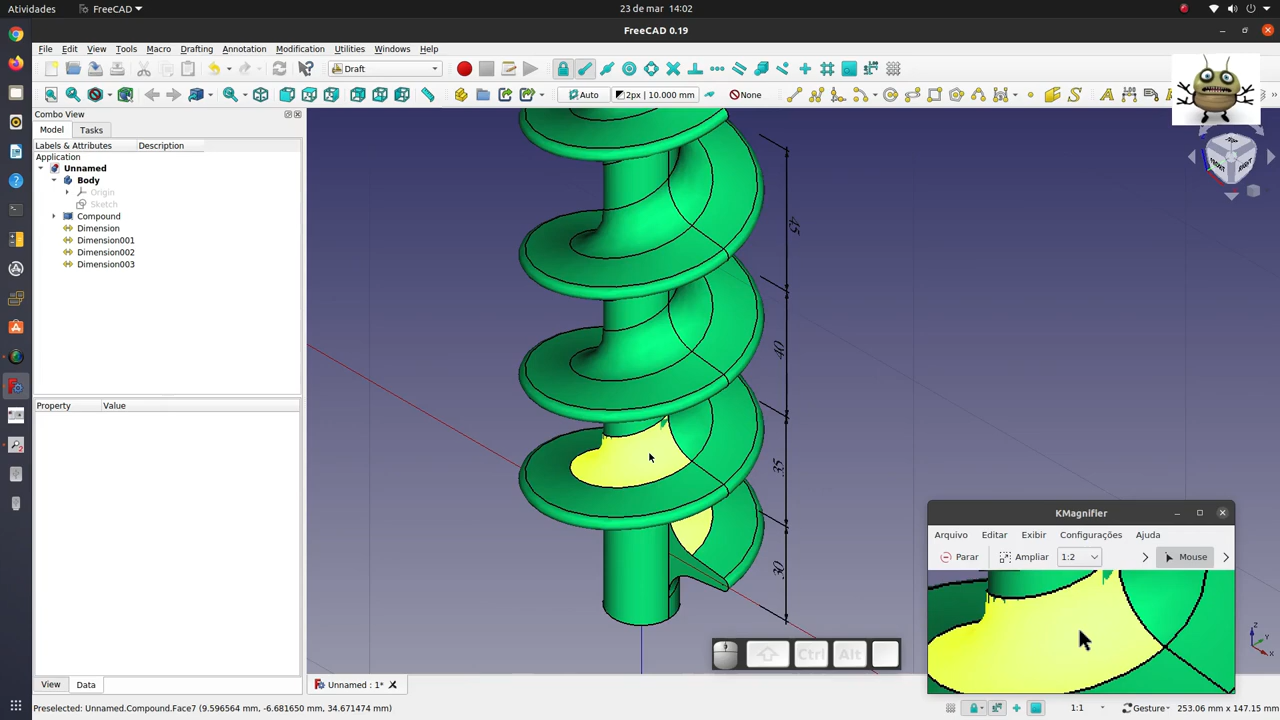 Atividades FreeCAD 23 de mar 14:02
FreeCAD 0.19
File Edit View Tools Macro Drafting Annotation Modification Utilities Windows Help
Draft
Auto 2px | 10.000 mm None
Combo View
Model Tasks
Labels & Attributes Description
Application
Unnamed
Body
Origin
Sketch
Compound
Dimension
Dimension001
Dimension002
Dimension003
Property Value
45
40
35
30
FRONT RIGHT
KMagnifier
Arquivo Editar Exibir Configurações Ajuda
Parar Ampliar 1:2 Mouse
Ctrl Alt
z
x
View Data
Unnamed : 1*
Preselected: Unnamed.Compound.Face7 (9.596564 mm, -6.681650 mm, 34.671474 mm) 1:1 Gesture 253.06 mm x 147.15 mm